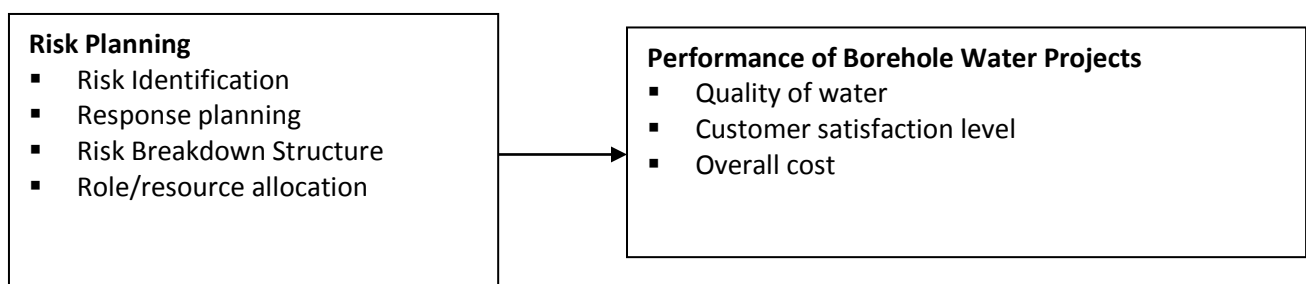 Risk Planning
▪ Risk Identification
▪ Response planning
▪ Risk Breakdown Structure
▪ Role/resource allocation
Performance of Borehole Water Projects
▪ Quality of water
▪ Customer satisfaction level
▪ Overall cost